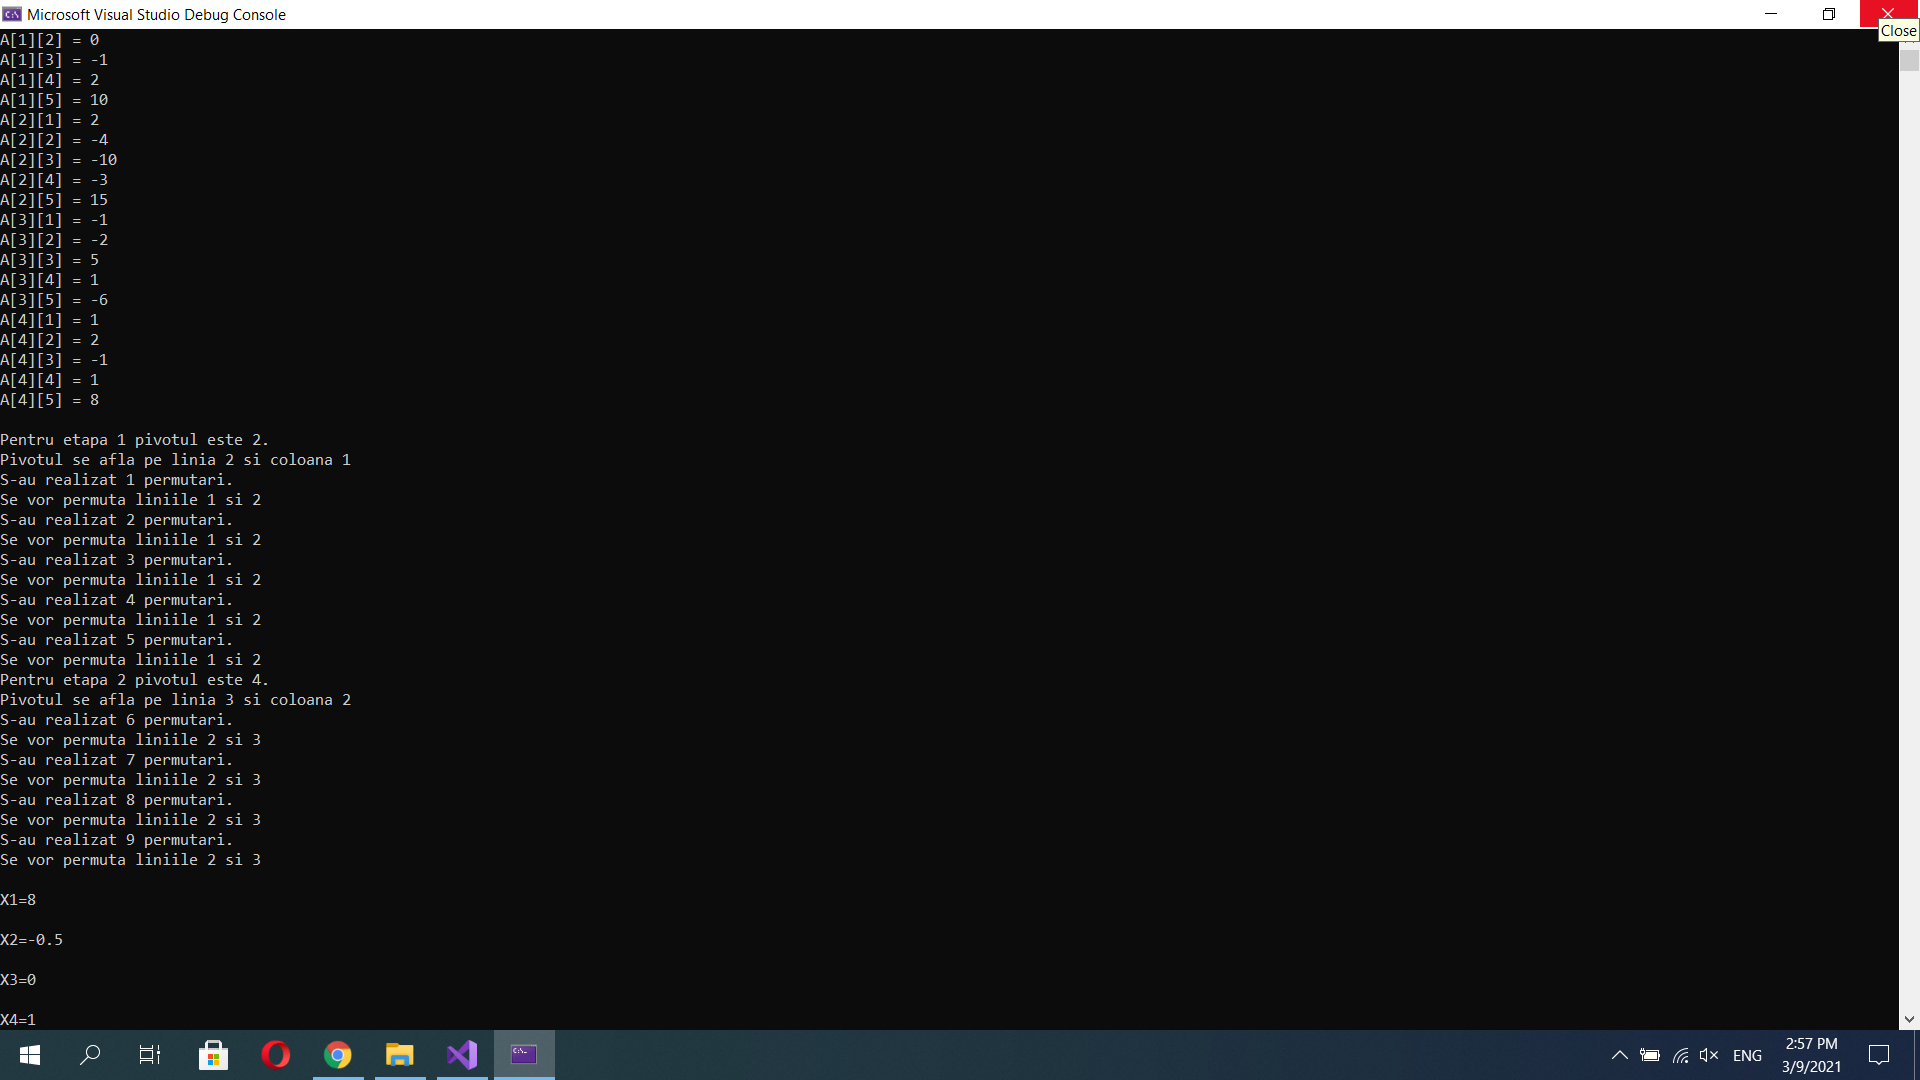 Microsoft Visual Studio Debug Console
Close
A[1][2] = 0
A[1][3] = -1
A[1][4] = 2
A[1][5] = 10
A[2][1] = 2
A[2][2] = -4
A[2][3] = -10
A[2][4] = -3
A[2][5] = 15
A[3][1] = -1
A[3][2] = -2
A[3][3] = 5
A[3][4] = 1
A[3][5] = -6
A[4][1] = 1
A[4][2] = 2
A[4][3] = -1
A[4][4] = 1
A[4][5] = 8
Pentru etapa 1 pivotul este 2.
Pivotul se afla pe linia 2 si coloana 1
S-au realizat 1 permutari.
Se vor permuta liniile 1 si 2
S-au realizat 2 permutari.
Se vor permuta liniile 1 si 2
S-au realizat 3 permutari.
Se vor permuta liniile 1 si 2
S-au realizat 4 permutari.
Se vor permuta liniile 1 si 2
S-au realizat 5 permutari.
Se vor permuta liniile 1 si 2
Pentru etapa 2 pivotul este 4.
Pivotul se afla pe linia 3 si coloana 2
S-au realizat 6 permutari.
Se vor permuta liniile 2 si 3
S-au realizat 7 permutari.
Se vor permuta liniile 2 si 3
S-au realizat 8 permutari.
Se vor permuta liniile 2 si 3
S-au realizat 9 permutari.
Se vor permuta liniile 2 si 3
X1=8
X2=-0.5
X3=0
X4=1
ENG
2:57 PM
3/9/2021